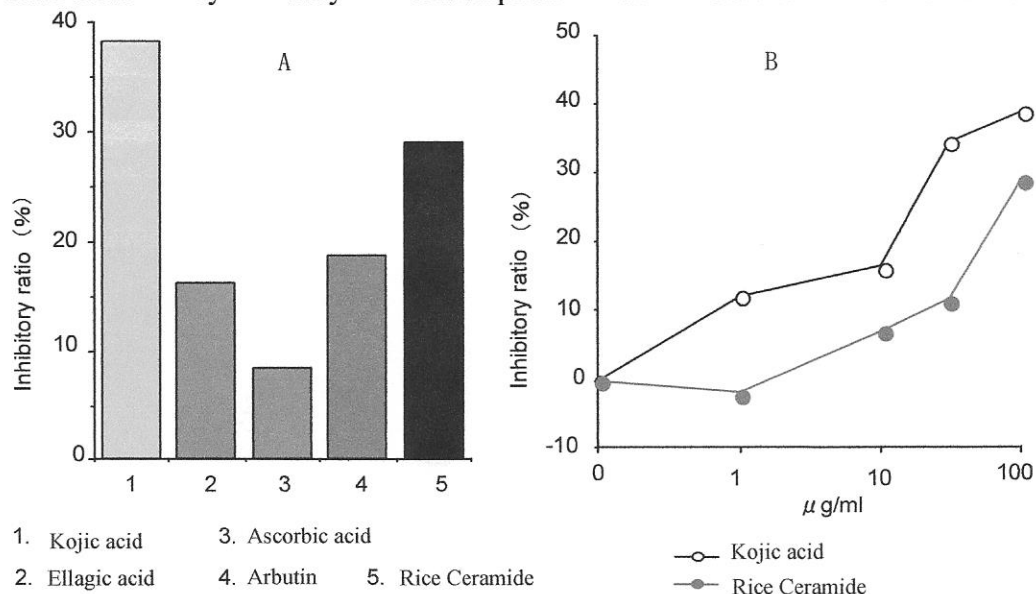 A
40
30
20
10
0
Inhibitory ratio (%)
1 2 3 4 5
1. Kojic acid
2. Ellagic acid
3. Ascorbic acid
4. Arbutin
5. Rice Ceramide
B
50
40
30
20
10
0
-10
Inhibitory ratio (%)
0 1 10 100
μg/ml
Kojic acid
Rice Ceramide